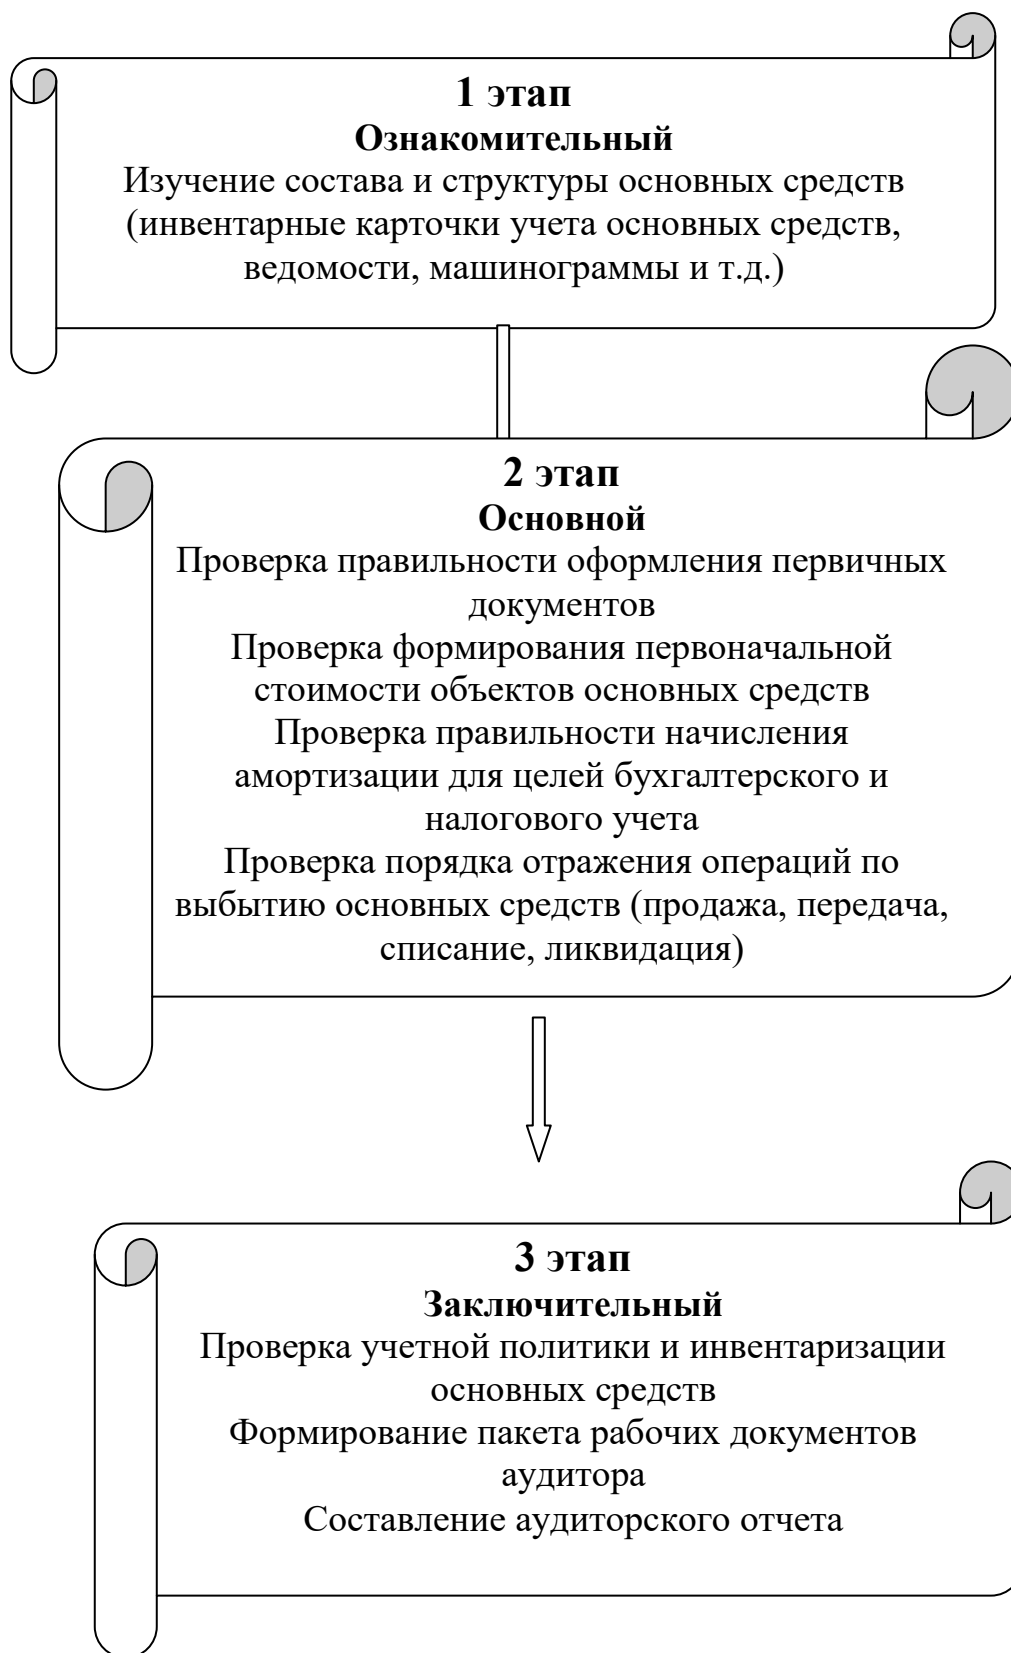 1 этап
Ознакомительный
Изучение состава и структуры основных средств
(инвентарные карточки учета основных средств,
ведомости, машинограммы и т.д.)
2 этап
Основной
Проверка правильности оформления первичных
документов
Проверка формирования первоначальной
стоимости объектов основных средств
Проверка правильности начисления
амортизации для целей бухгалтерского и
налогового учета
Проверка порядка отражения операций по
выбытию основных средств (продажа, передача,
списание, ликвидация)
3 этап
Заключительный
Проверка учетной политики и инвентаризации
основных средств
Формирование пакета рабочих документов
аудитора
Составление аудиторского отчета